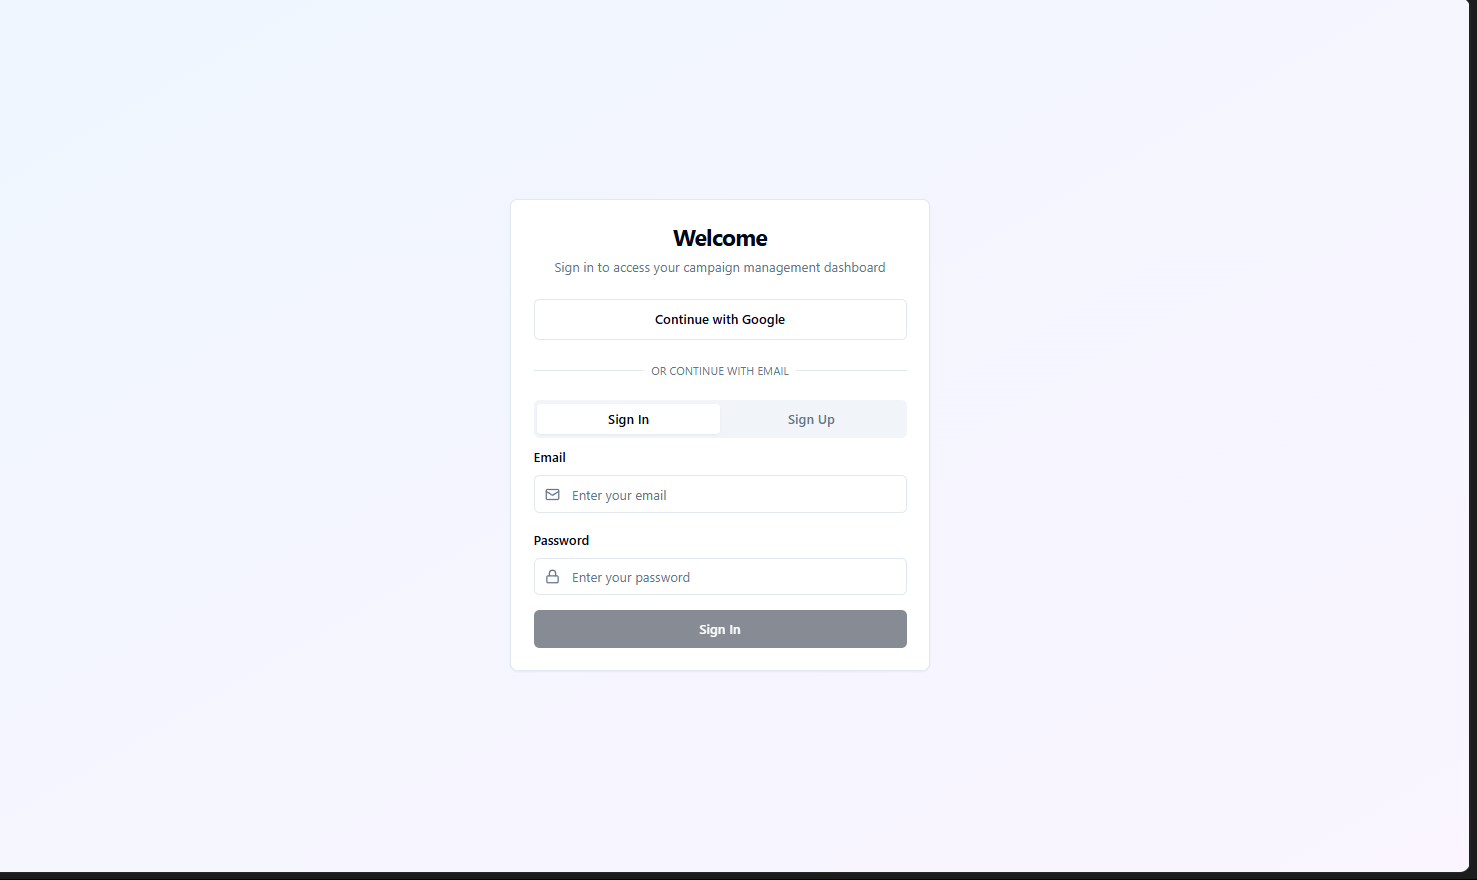 Welcome
Sign in to access your campaign management dashboard
Continue with Google
OR CONTINUE WITH EMAIL
Sign In
Sign Up
Email
Enter your email
Password
Enter your password
Sign In